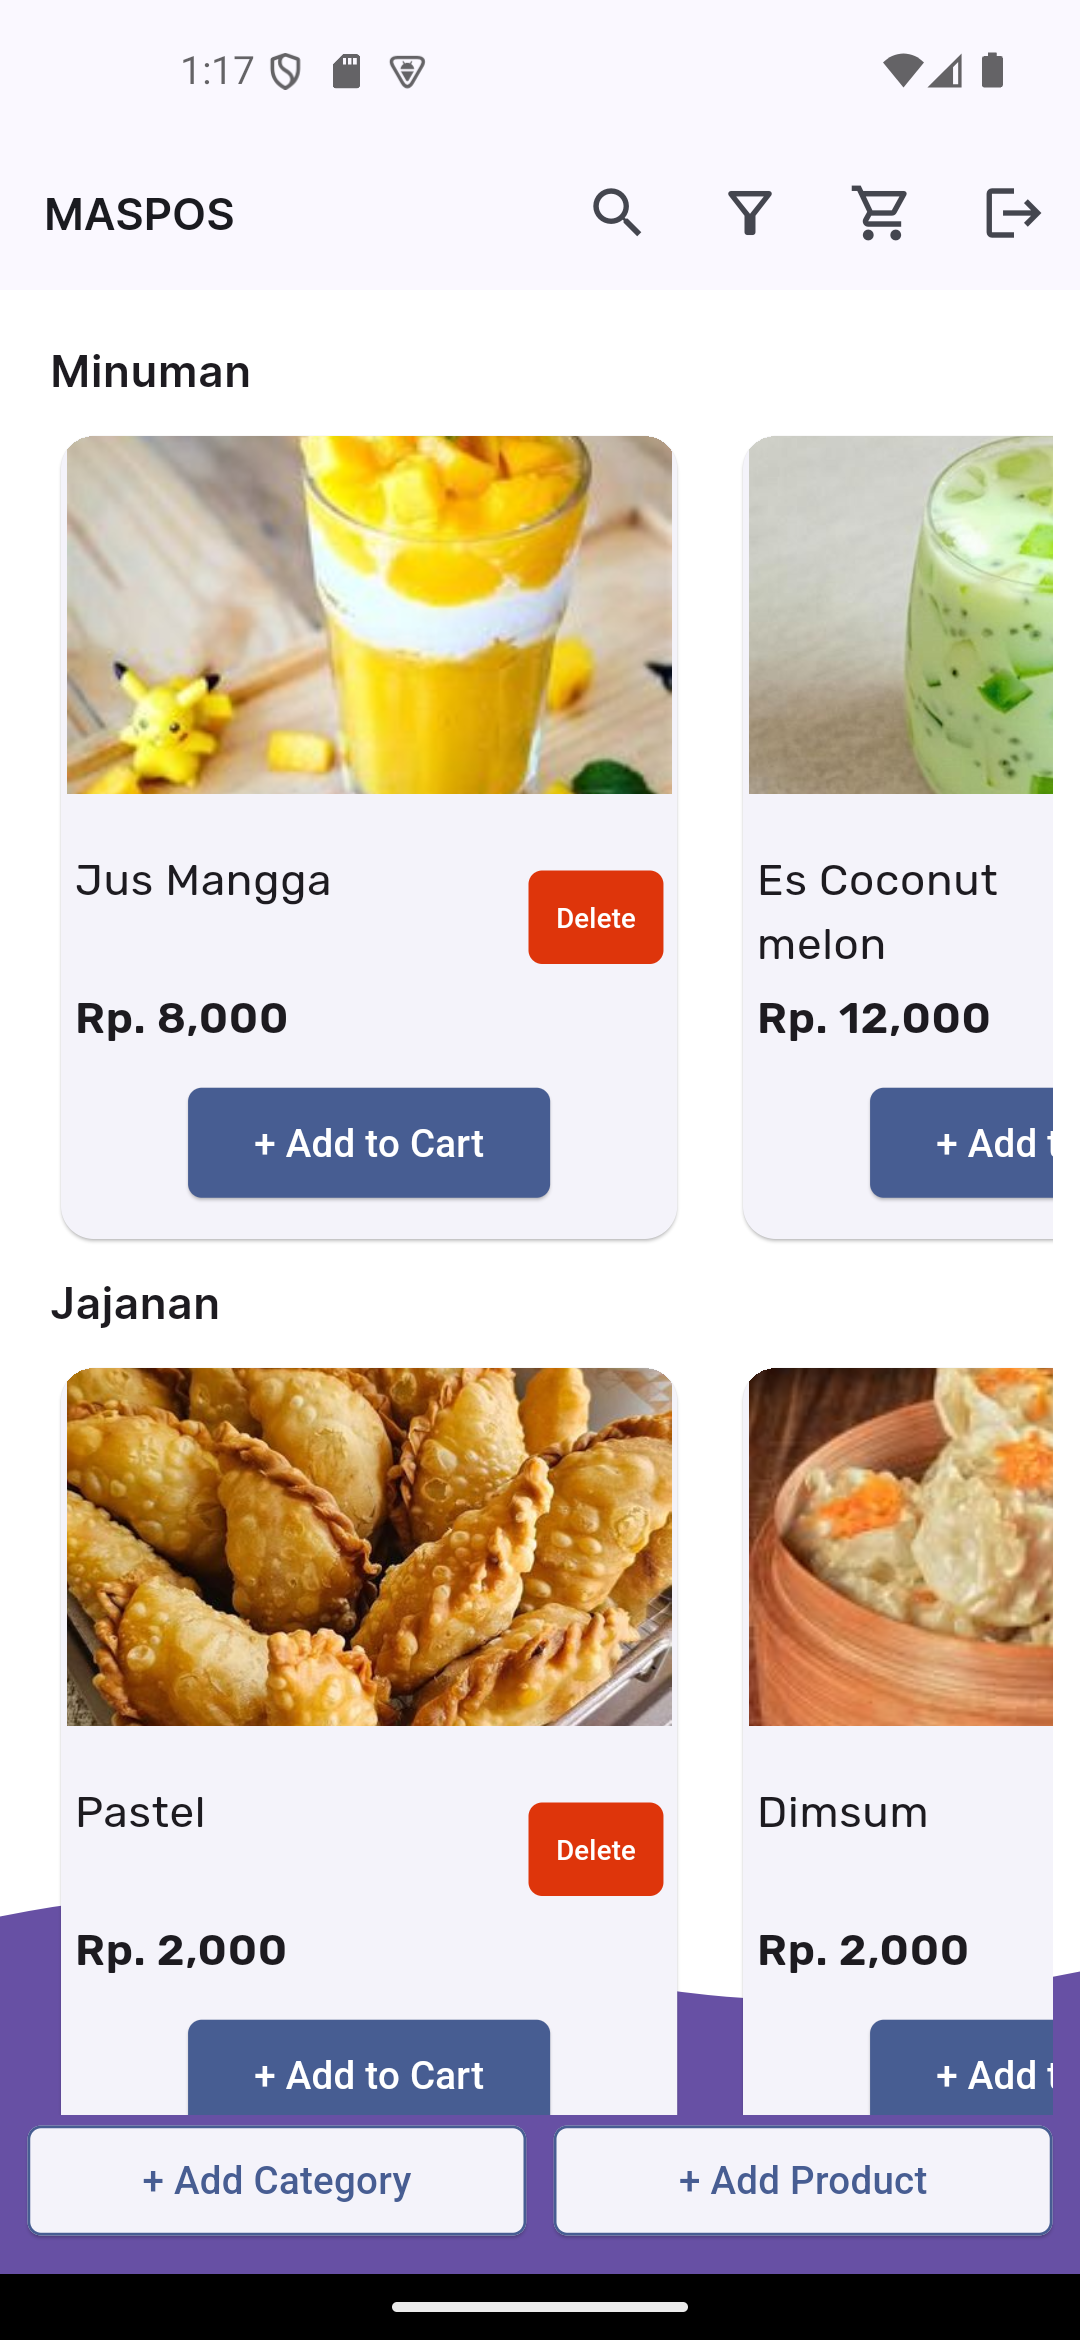 1:17
MASPOS
Minuman
Jus Mangga
Delete
Rp. 8,000
+ Add to Cart
Es Coconut
melon
Rp. 12,000
+ Add t
Jajanan
Pastel
Delete
Rp. 2,000
+ Add to Cart
Dimsum
Rp. 2,000
+ Add t
+ Add Category
+ Add Product